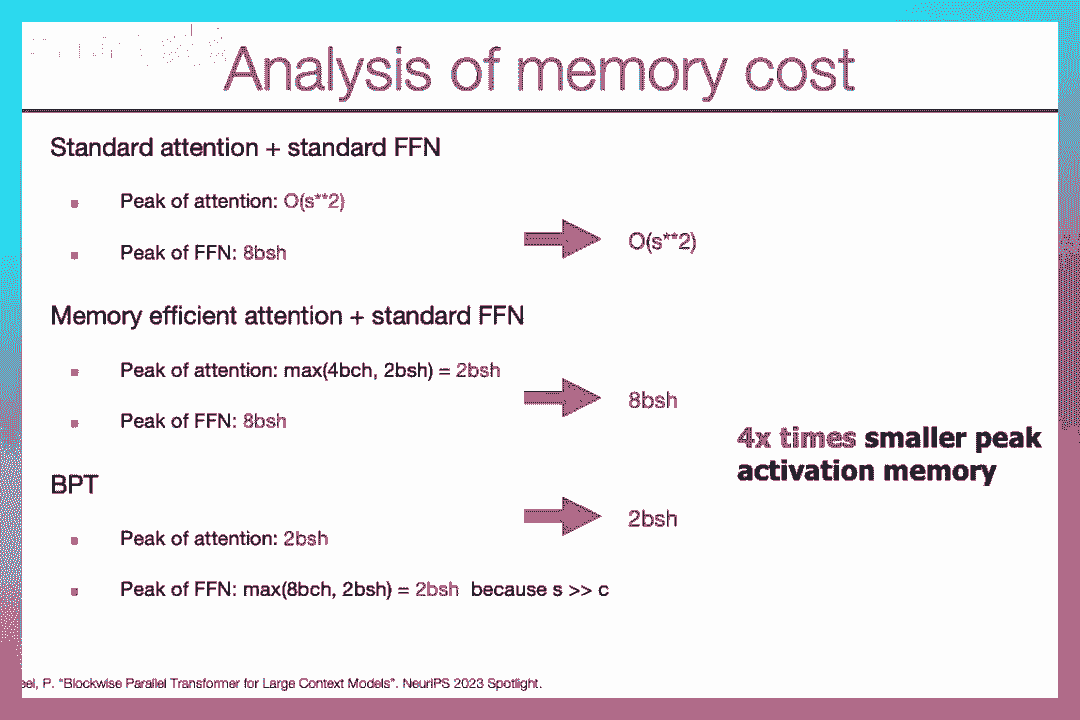 Analysis of memory cost
Standard attention + standard FFN
▪ Peak of attention: O(s**2)
▪ Peak of FFN: 8bsh
O(s**2)
Memory efficient attention + standard FFN
▪ Peak of attention: max(4bch, 2bsh) = 2bsh
▪ Peak of FFN: 8bsh
8bsh
4x times smaller peak
activation memory
BPT
▪ Peak of attention: 2bsh
▪ Peak of FFN: max(8bch, 2bsh) = 2bsh because s >> c
2bsh
P. “Blockwise Parallel Transformer for Large Context Models”. NeurIPS 2023 Spotlight.